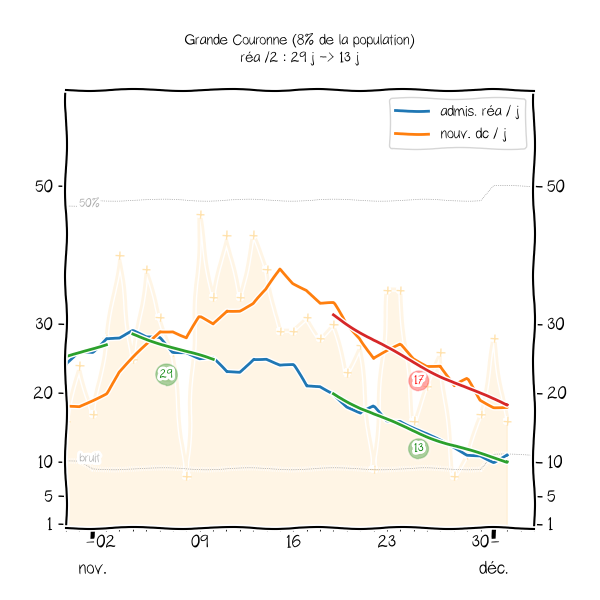 Grande Couronne (8% de la population)
réa /2 : 29 j -> 13 j
admis. réa / j
nouv. dc / j
50 50
50%
30 30
29
17
20 20
13
bruit
10 10
5 5
1 1
02 09 16 23 30
nov. déc.